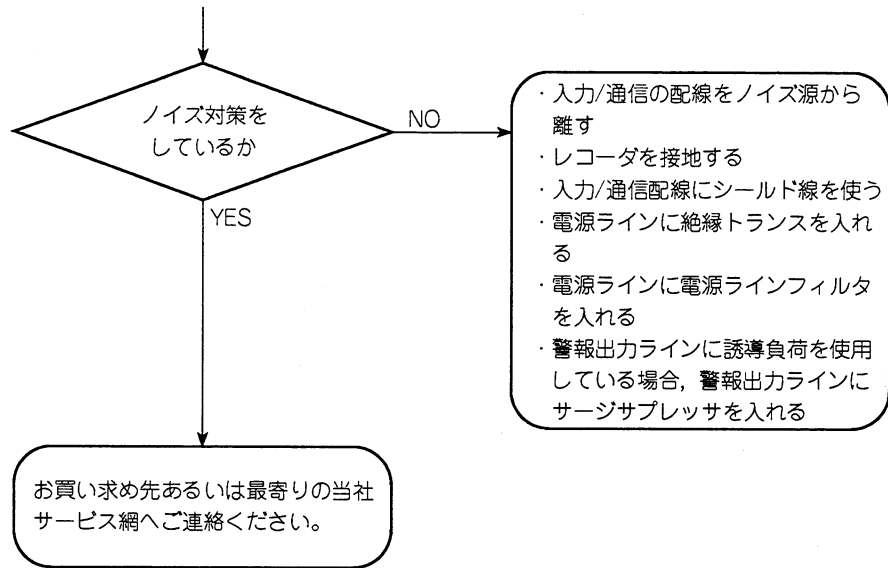 ノイズ対策を
しているか
NO
YES
・入力/通信の配線をノイズ源から
離す
・レコーダを接地する
・入力/通信配線にシールド線を使う
・電源ラインに絶縁トランスを入れ
る
・電源ラインに電源ラインフィルタ
を入れる
・警報出力ラインに誘導負荷を使用
している場合，警報出力ラインに
サージサプレッサを入れる
お買い求め先あるいは最寄りの当社
サービス網へご連絡ください。